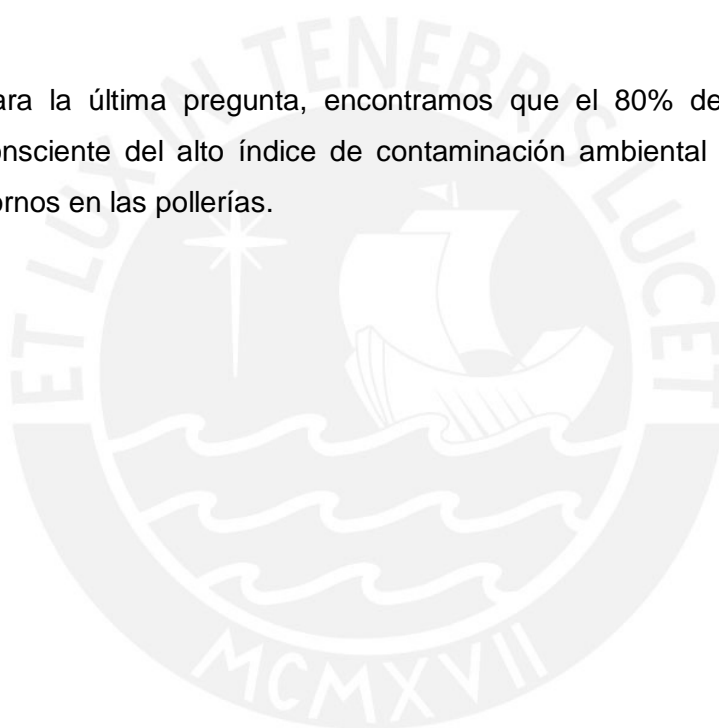 ara la última pregunta, encontramos que el 80% de
onsciente del alto índice de contaminación ambiental
ornos en las pollerías.
ET LUX IN TENEBRIS LUCET
MCMXVII